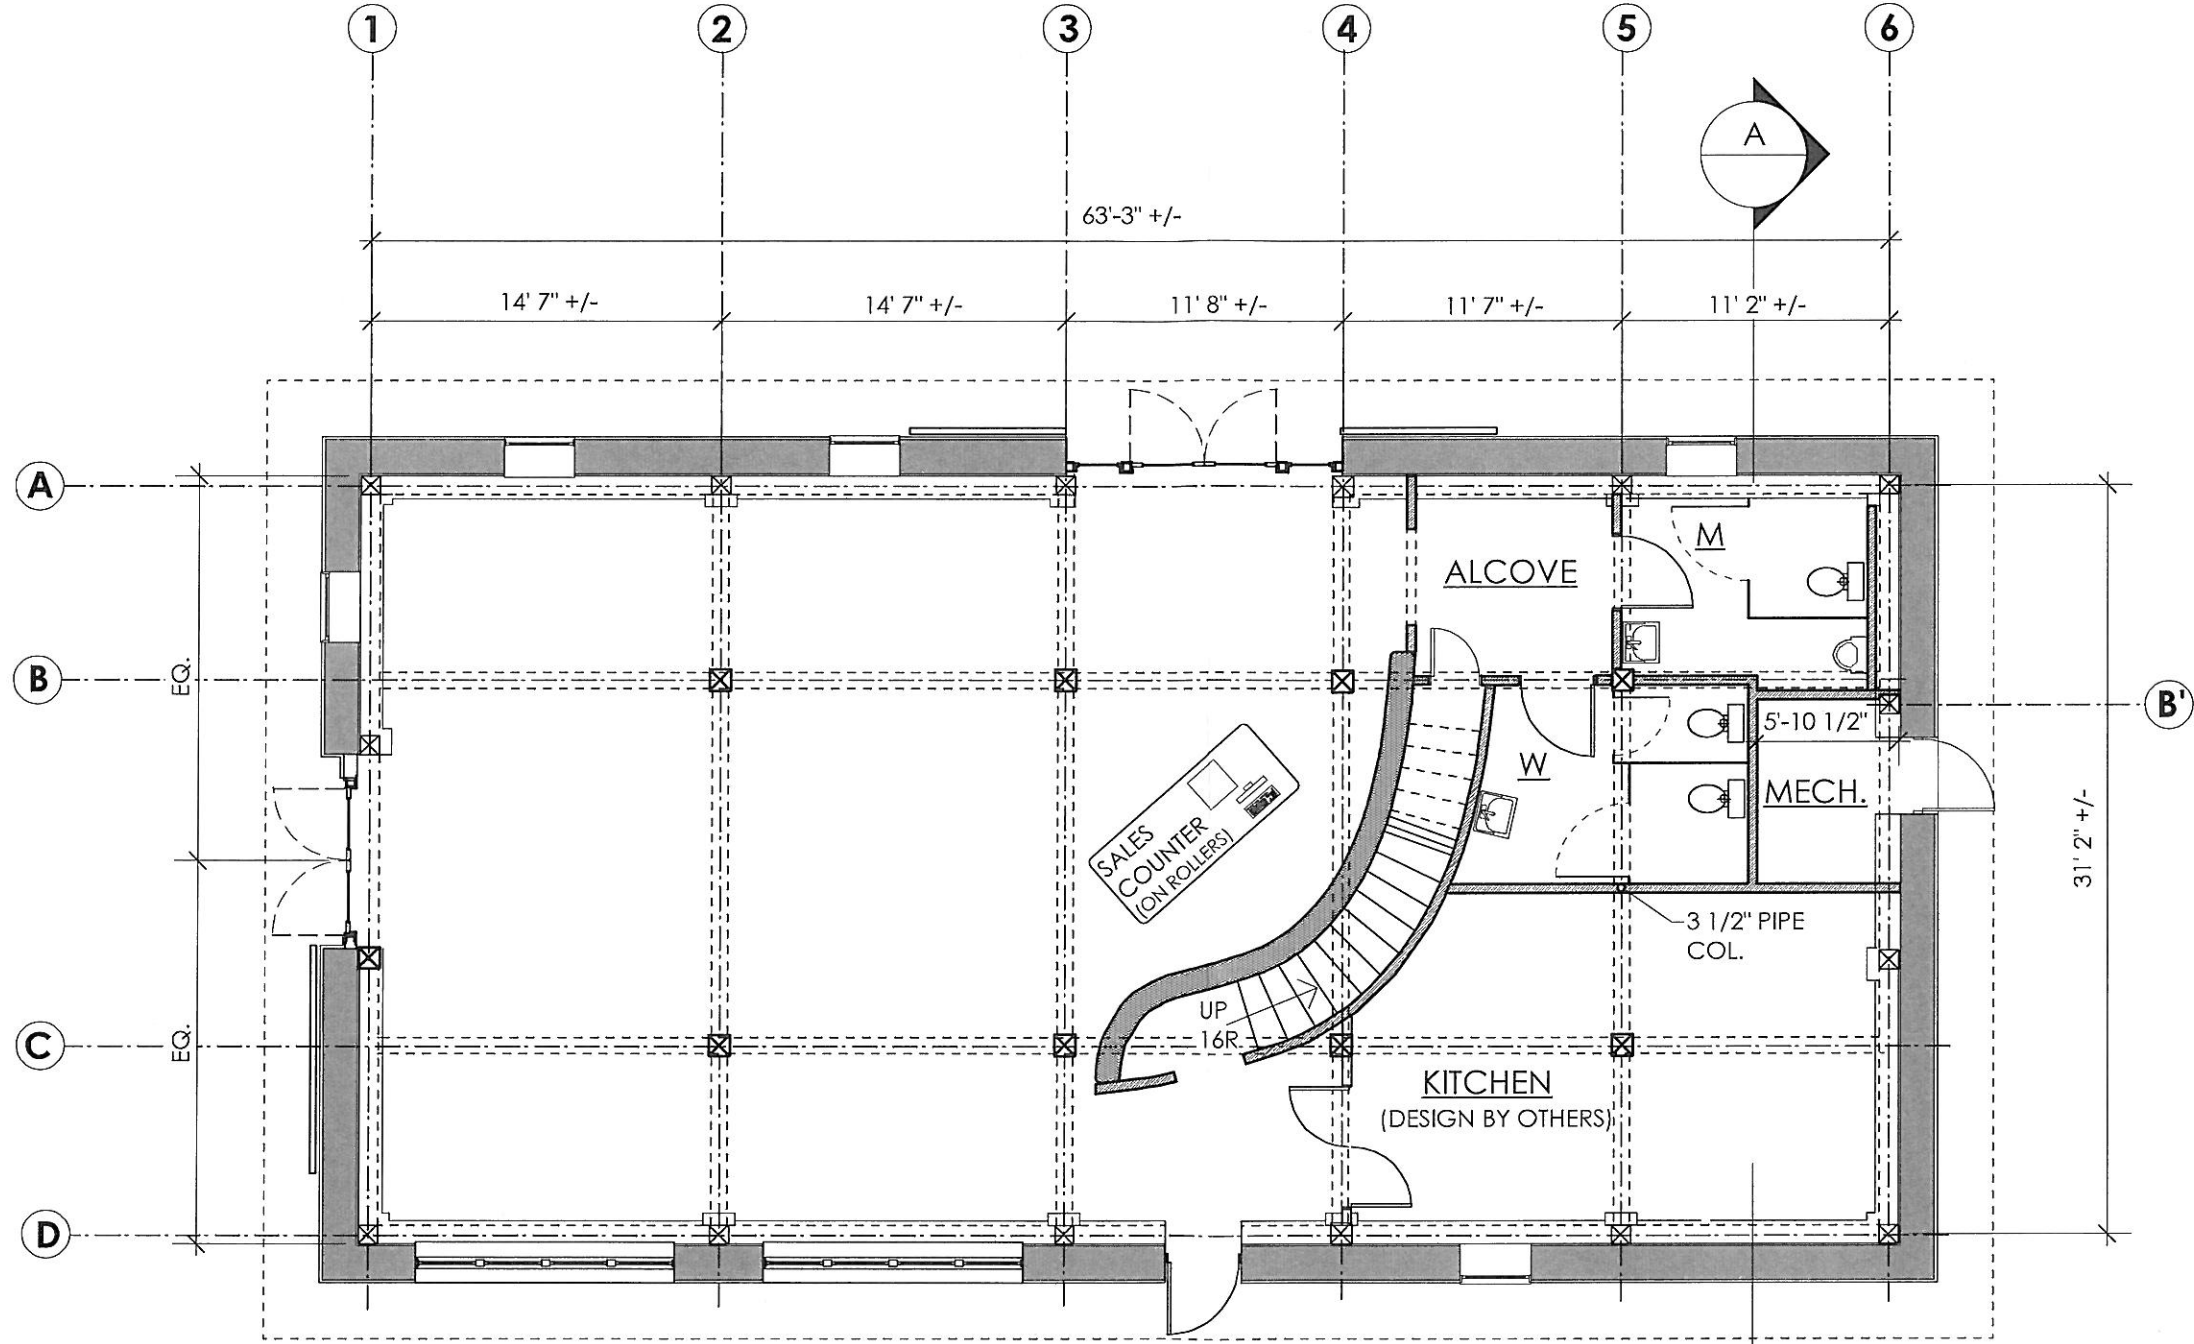 1 2 3 4 5 6
A
63'-3" +/-
14' 7" +/- 14' 7" +/- 11' 8" +/- 11' 7" +/- 11' 2" +/-
A
M
ALCOVE
B
EQ.
B'
5'-10 1/2"
W
MECH.
SALES
COUNTER
(ON ROLLERS)
31' 2" +/-
3 1/2" PIPE
COL.
UP
16R
C
EQ.
KITCHEN
(DESIGN BY OTHERS)
D